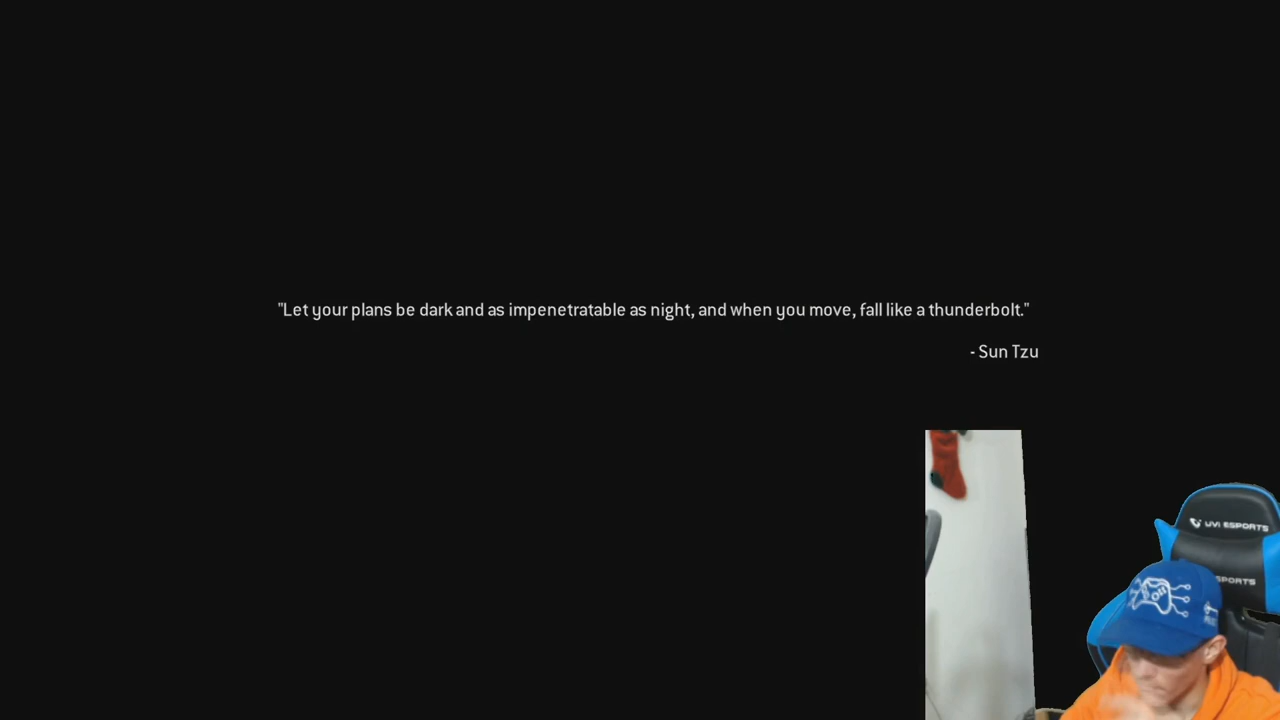 "Let your plans be dark and as impenetratable as night, and when you move, fall like a thunderbolt."
- Sun Tzu
UVI ESPORTS
SPORTS